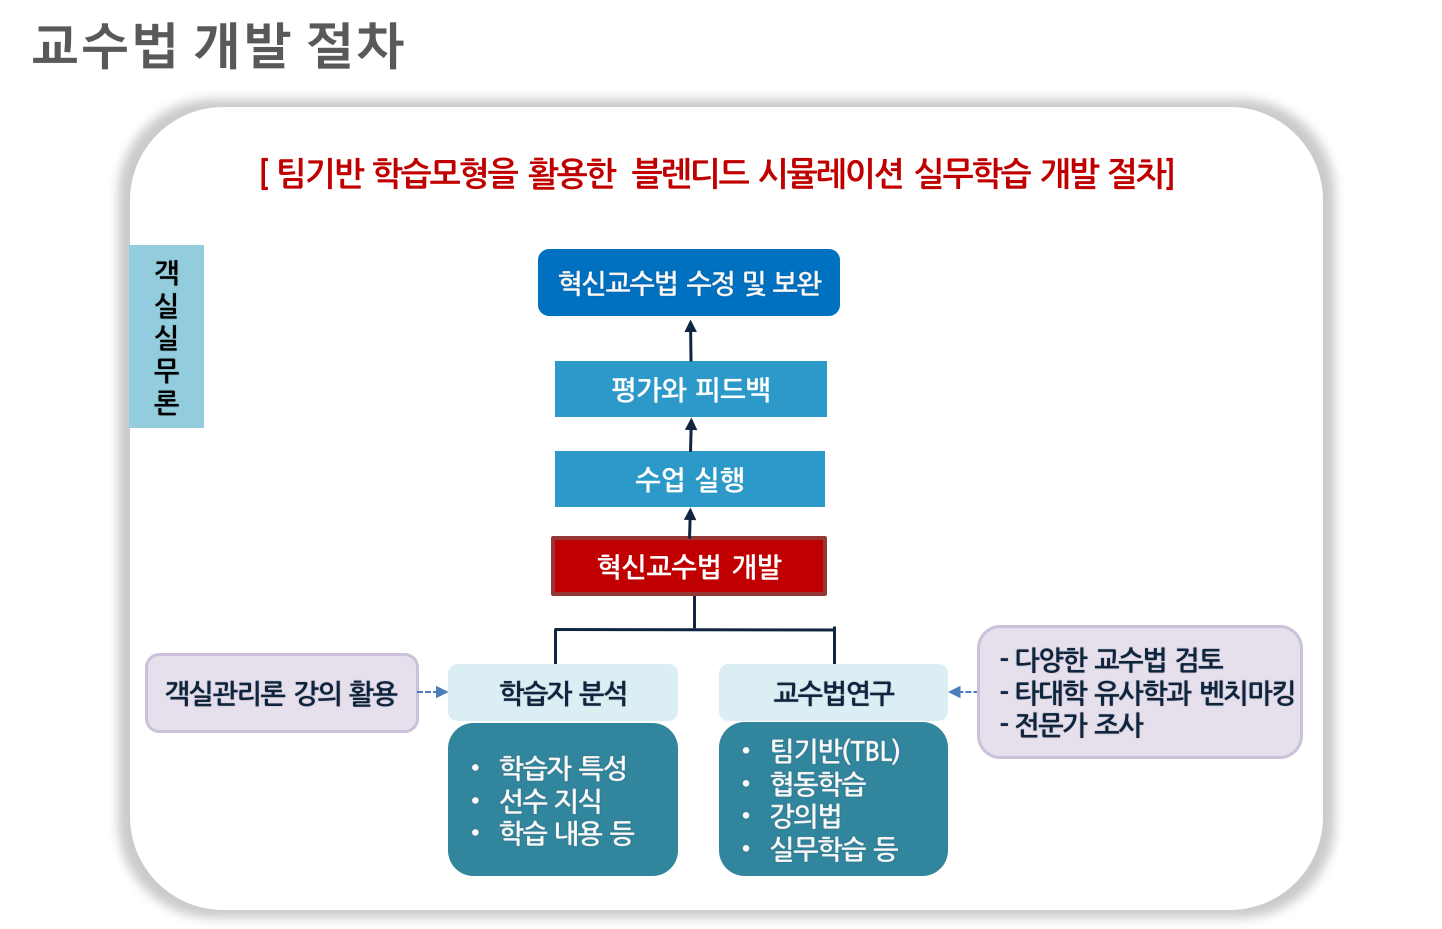 교수법 개발 절차
[ 팀기반 학습모형을 활용한 블렌디드 시뮬레이션 실무학습 개발 절차]
객
실
실
무
론
혁신교수법 수정 및 보완
평가와 피드백
수업 실행
혁신교수법 개발
객실관리론 강의 활용
학습자 분석
• 학습자 특성
• 선수 지식
• 학습 내용 등
교수법연구
• 팀기반(TBL)
• 협동학습
• 강의법
• 실무학습 등
- 다양한 교수법 검토
- 타대학 유사학과 벤치마킹
- 전문가 조사